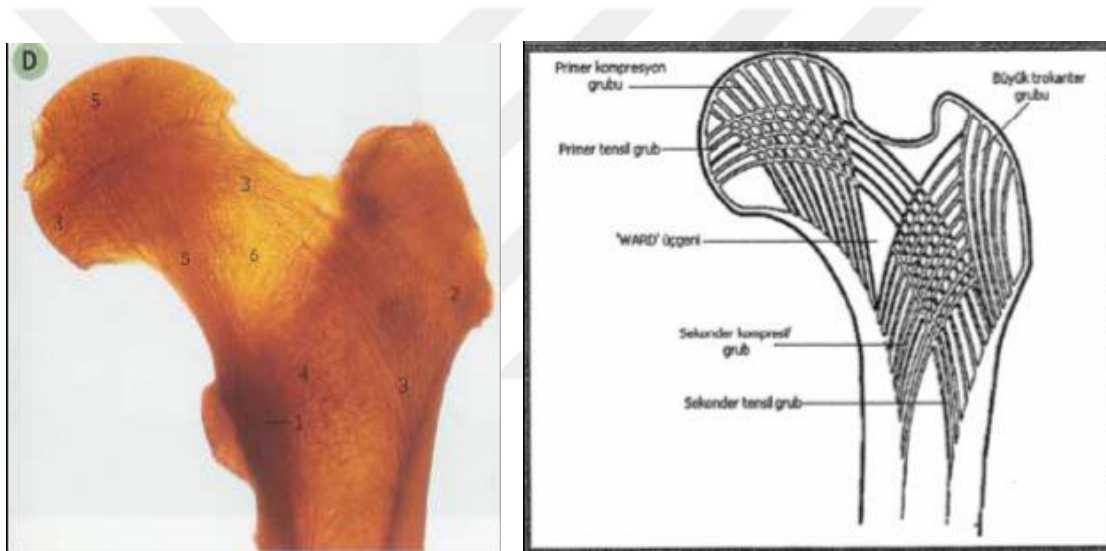 D
5
3
3
5
6
2
4
3
1
Primer kompresyon
grubu
Büyük trokanter
grubu
Primer tensil grub
'WARD' üçgeni
Sekonder kompresif
grub
Sekonder tensil grub